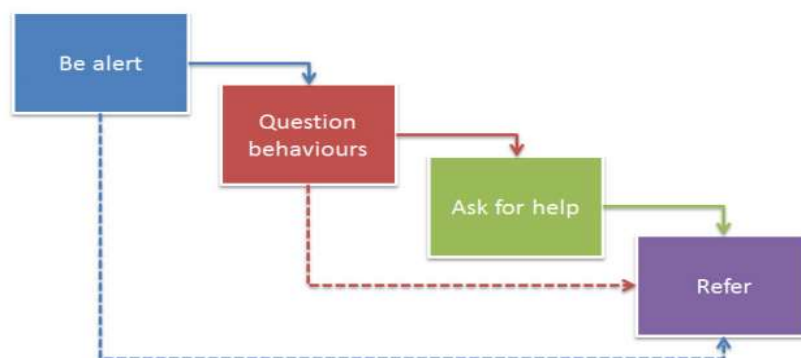 Be alert
Question
behaviours
Ask for help
Refer